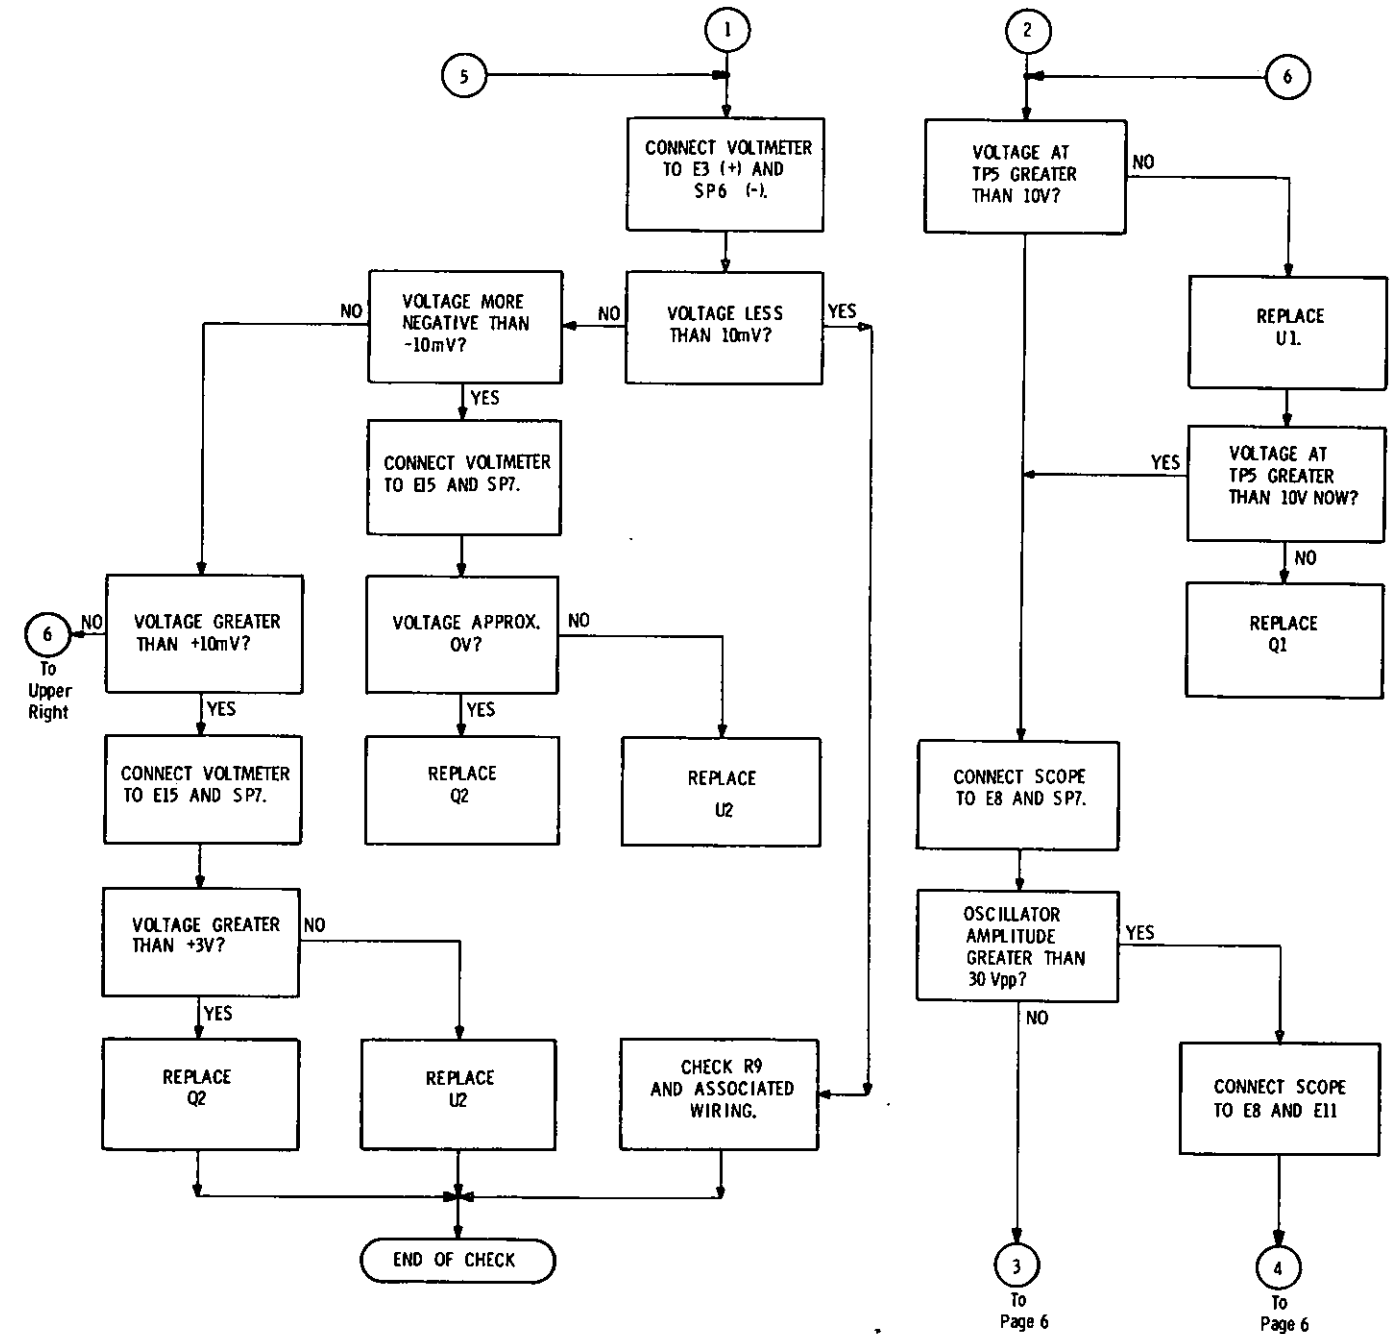 1
5
CONNECT VOLTMETER
TO E3 (+) AND
SP6 (-).
VOLTAGE LESS
THAN 10mV?
NO
YES
VOLTAGE MORE
NEGATIVE THAN
-10mV?
NO
YES
CONNECT VOLTMETER
TO E15 AND SP7.
VOLTAGE APPROX.
0V?
NO
YES
REPLACE
Q2
REPLACE
U2
VOLTAGE GREATER
THAN +10mV?
NO
6
To
Upper
Right
YES
CONNECT VOLTMETER
TO E15 AND SP7.
VOLTAGE GREATER
THAN +3V?
NO
YES
REPLACE
Q2
REPLACE
U2
CHECK R9
AND ASSOCIATED
WIRING.
END OF CHECK
2
6
VOLTAGE AT
TP5 GREATER
THAN 10V?
NO
REPLACE
U1.
VOLTAGE AT
TP5 GREATER
THAN 10V NOW?
YES
NO
REPLACE
Q1
CONNECT SCOPE
TO E8 AND SP7.
OSCILLATOR
AMPLITUDE
GREATER THAN
30 Vpp?
YES
NO
CONNECT SCOPE
TO E8 AND E11
3
To
Page 6
4
To
Page 6